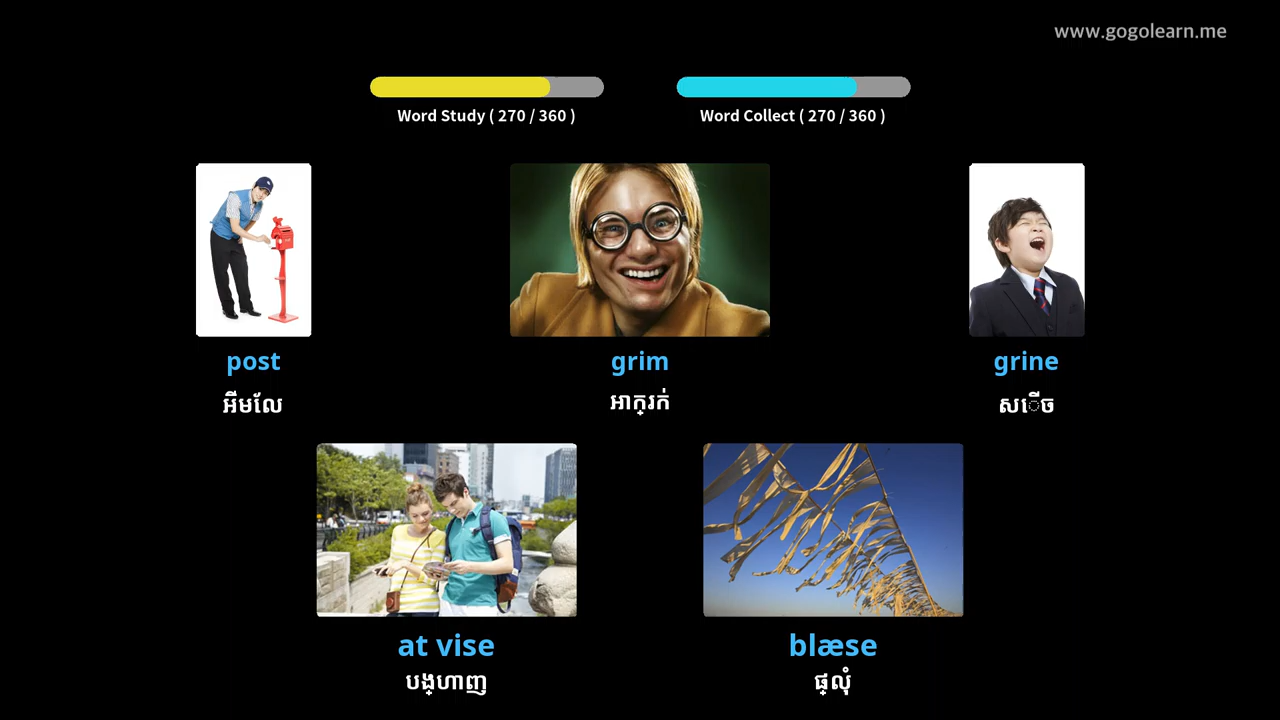 www.gogolearn.me
Word Study ( 270 / 360 )
Word Collect ( 270 / 360 )
post
grim
grine
អ៊ីមែល
អាក្រក់
សើច
at vise
blæse
បង្ហាញ
ផ្លុំ